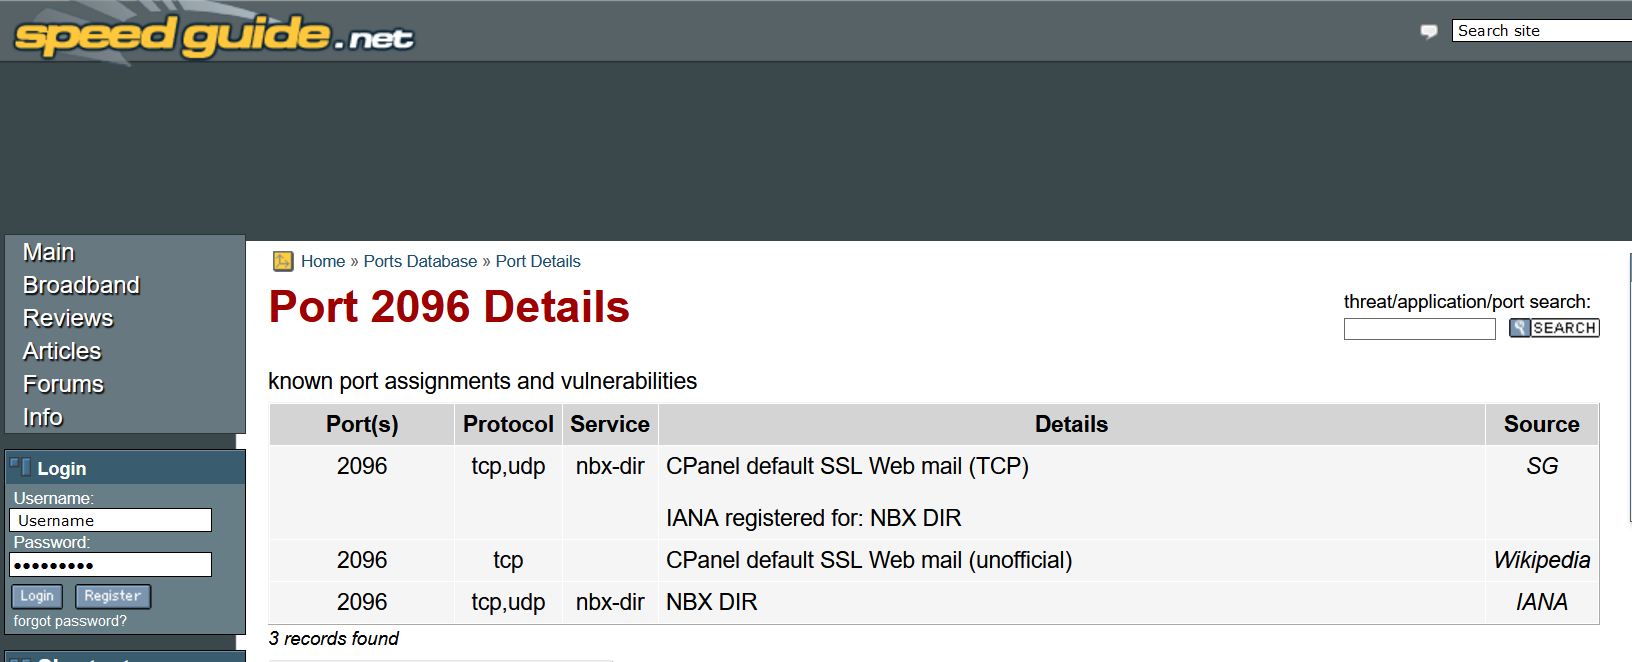 speed guide.net
Search site
Main
Broadband
Reviews
Articles
Forums
Info
Login
Username:
Username
Password:
•••••••••
Login Register
forgot password?
Home » Ports Database » Port Details
Port 2096 Details
threat/application/port search:
SEARCH
known port assignments and vulnerabilities
Port(s) Protocol Service Details Source
2096 tcp,udp nbx-dir CPanel default SSL Web mail (TCP) SG
IANA registered for: NBX DIR
2096 tcp CPanel default SSL Web mail (unofficial) Wikipedia
2096 tcp,udp nbx-dir NBX DIR IANA
3 records found